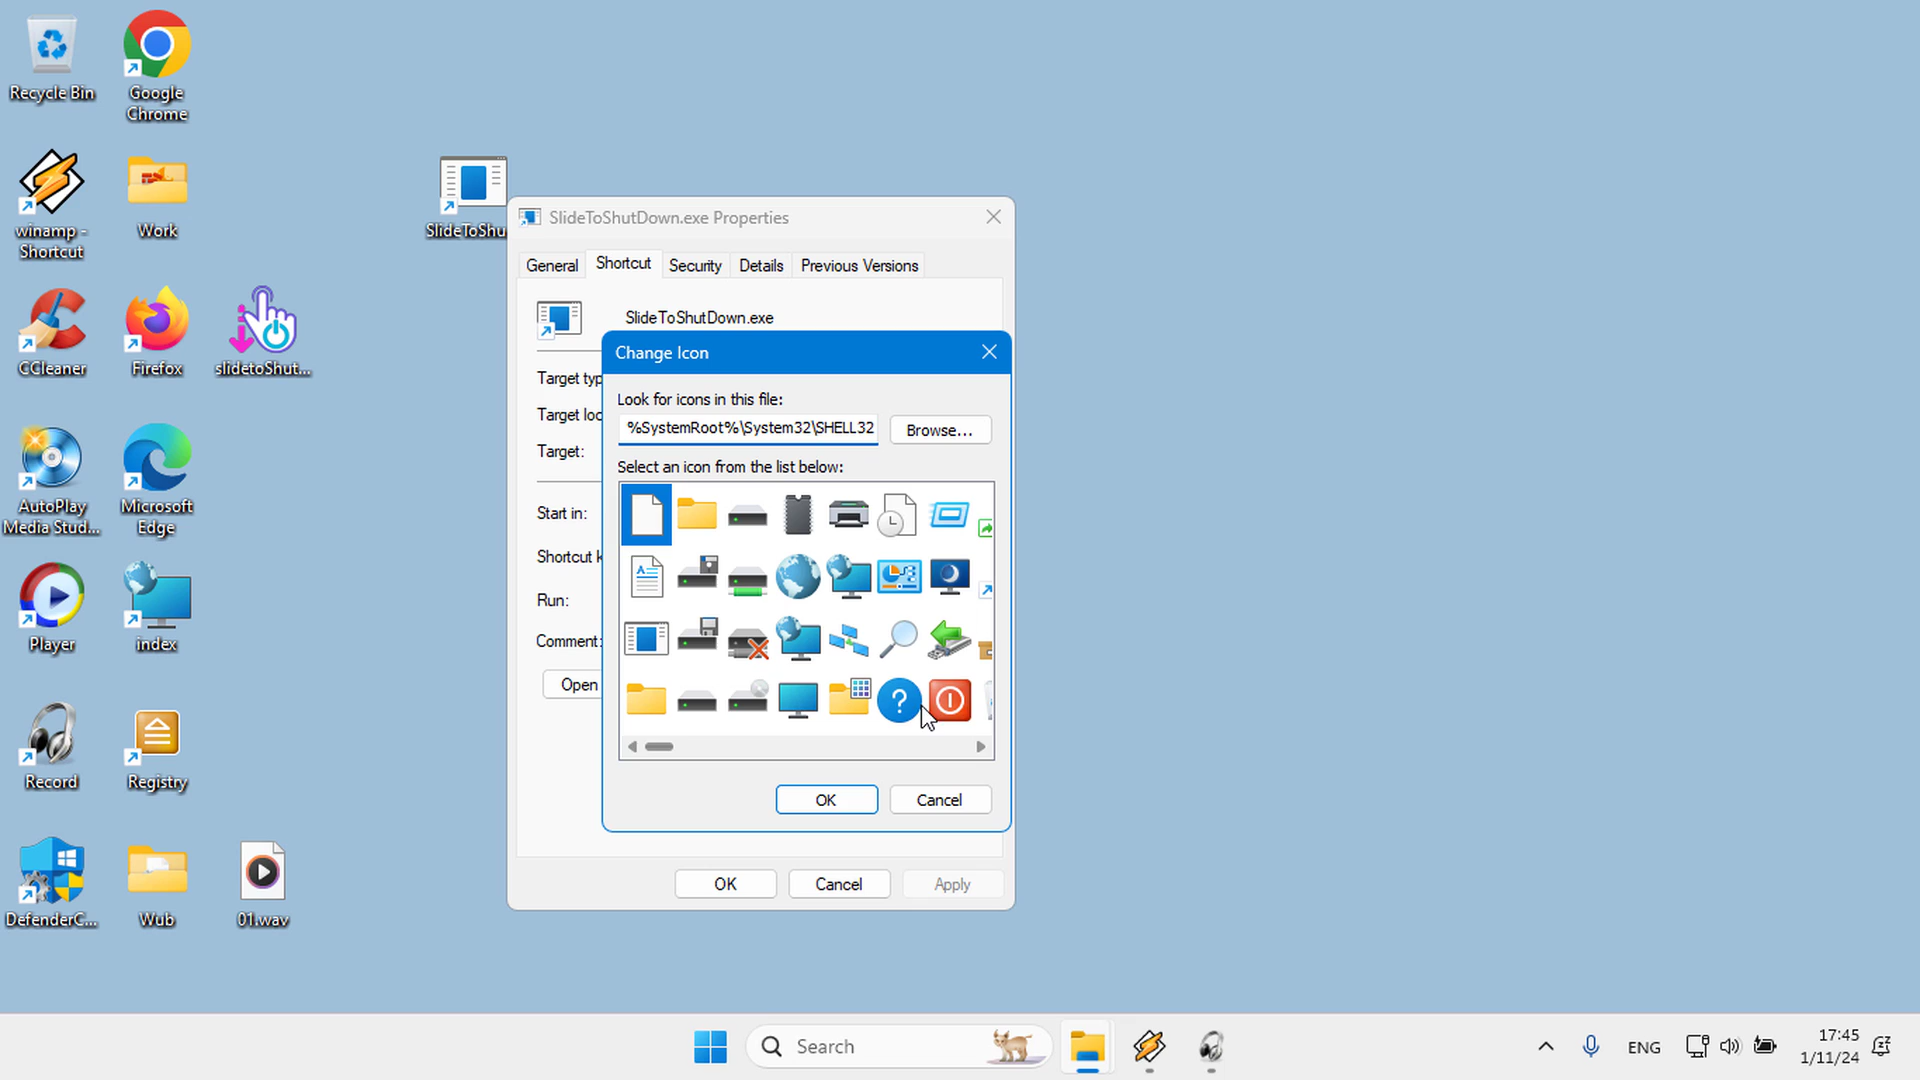 Recycle Bin
Google
Chrome
winamp -
Shortcut
Work
SlideToShu
CCleaner
Firefox
slidetoShut...
AutoPlay
Media Stud...
Microsoft
Edge
Player
index
Record
Registry
DefenderC...
Wub
01.wav
SlideToShutDown.exe Properties
General
Shortcut
Security
Details
Previous Versions
SlideToShutDown.exe
Target typ
Target loc
Target:
Start in:
Shortcut k
Run:
Comment:
Open
Change Icon
Look for icons in this file:
%SystemRoot%\System32\SHELL32
Browse...
Select an icon from the list below:
OK
Cancel
OK
Cancel
Apply
Search
ENG
17:45
1/11/24